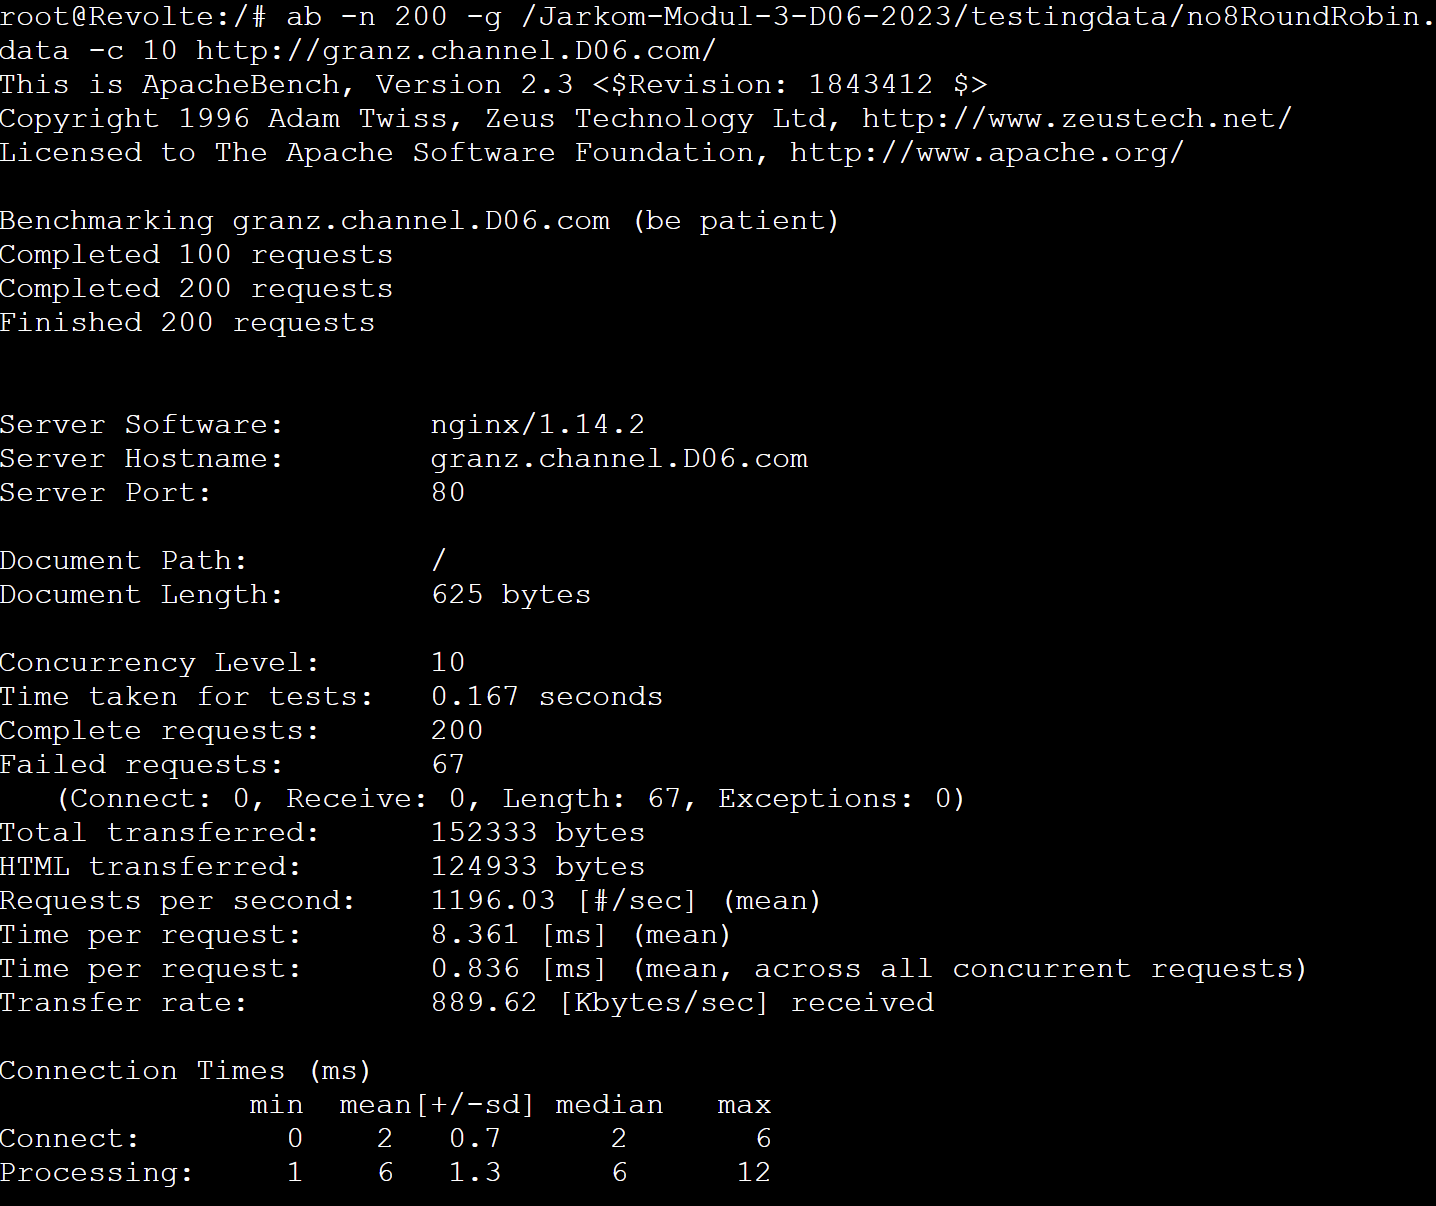 root@Revolte:/# ab -n 200 -g /Jarkom-Modul-3-D06-2023/testingdata/no8RoundRobin.
data -c 10 http://granz.channel.D06.com/
This is ApacheBench, Version 2.3 <$Revision: 1843412 $>
Copyright 1996 Adam Twiss, Zeus Technology Ltd, http://www.zeustech.net/
Licensed to The Apache Software Foundation, http://www.apache.org/

Benchmarking granz.channel.D06.com (be patient)
Completed 100 requests
Completed 200 requests
Finished 200 requests


Server Software:        nginx/1.14.2
Server Hostname:        granz.channel.D06.com
Server Port:            80

Document Path:          /
Document Length:        625 bytes

Concurrency Level:      10
Time taken for tests:   0.167 seconds
Complete requests:      200
Failed requests:        67
   (Connect: 0, Receive: 0, Length: 67, Exceptions: 0)
Total transferred:      152333 bytes
HTML transferred:       124933 bytes
Requests per second:    1196.03 [#/sec] (mean)
Time per request:       8.361 [ms] (mean)
Time per request:       0.836 [ms] (mean, across all concurrent requests)
Transfer rate:          889.62 [Kbytes/sec] received

Connection Times (ms)
              min  mean[+/-sd] median   max
Connect:        0    2   0.7      2       6
Processing:     1    6   1.3      6      12